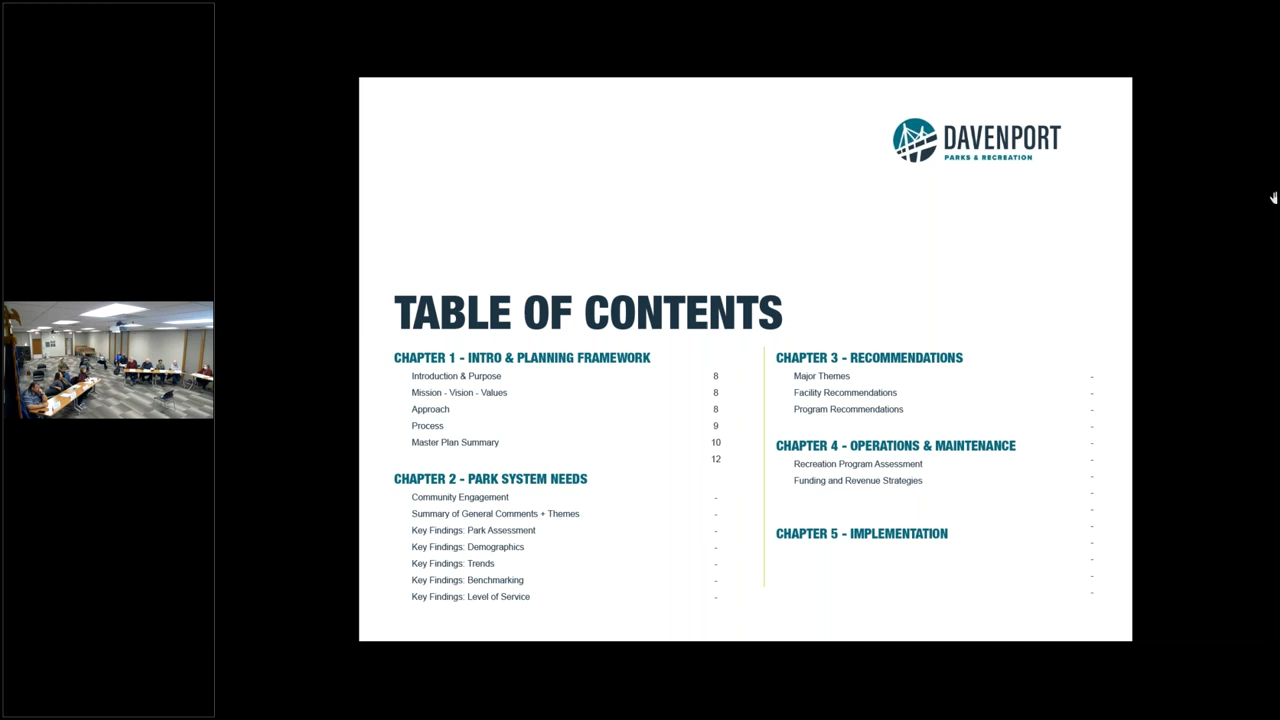 DAVENPORT
PARKS & RECREATION
TABLE OF CONTENTS
CHAPTER 1 - INTRO & PLANNING FRAMEWORK
Introduction & Purpose 8
Mission - Vision - Values 8
Approach 8
Process 9
Master Plan Summary 10
12
CHAPTER 2 - PARK SYSTEM NEEDS
Community Engagement -
Summary of General Comments + Themes -
Key Findings: Park Assessment -
Key Findings: Demographics -
Key Findings: Trends -
Key Findings: Benchmarking -
Key Findings: Level of Service -
CHAPTER 3 - RECOMMENDATIONS
Major Themes -
Facility Recommendations -
Program Recommendations -
-
CHAPTER 4 - OPERATIONS & MAINTENANCE -
Recreation Program Assessment -
Funding and Revenue Strategies -
-
-
-
CHAPTER 5 - IMPLEMENTATION -
-
-
-